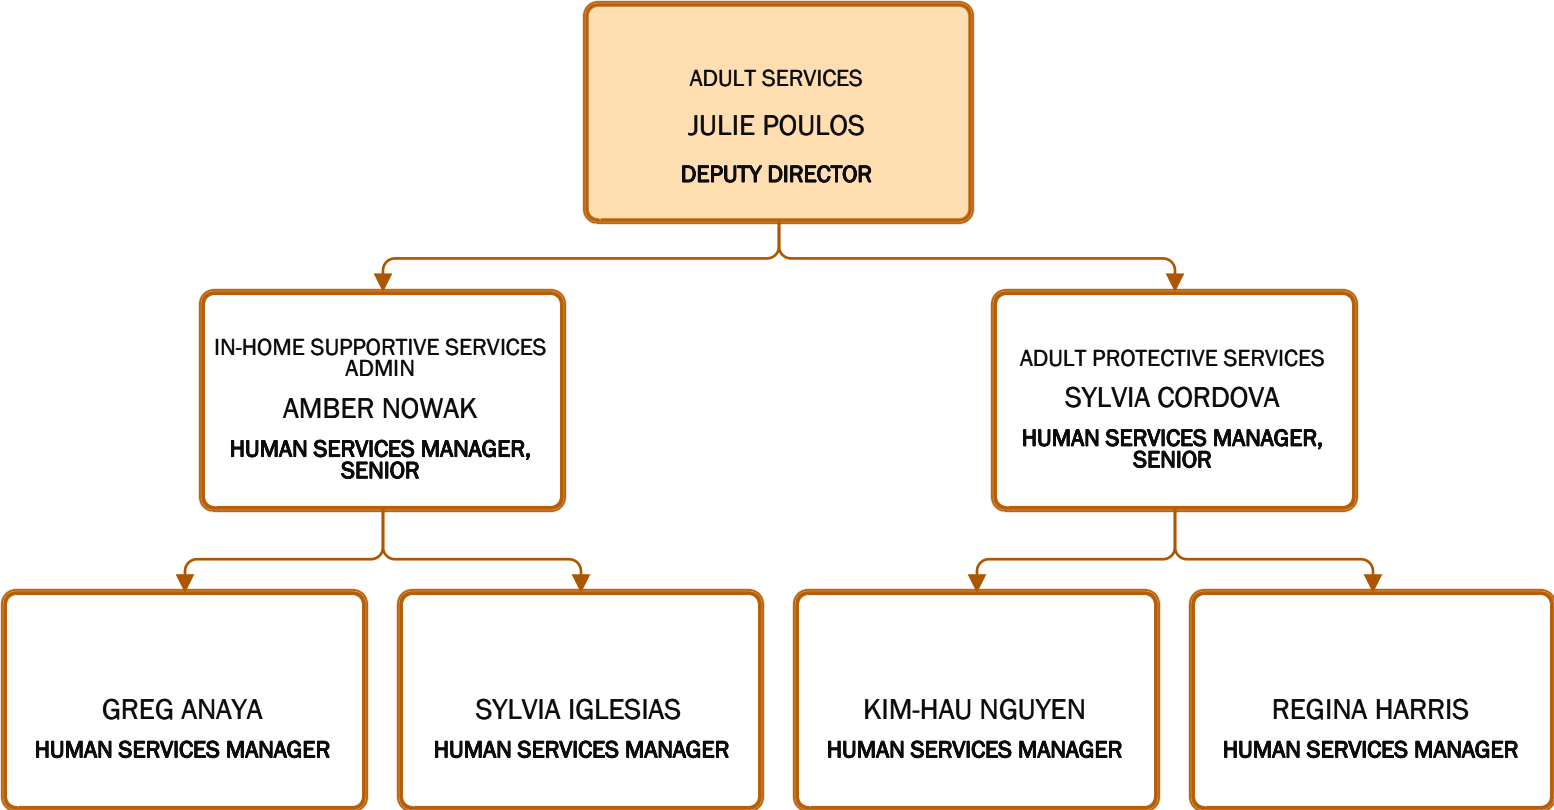 ADULT SERVICES
JULIE POULOS
DEPUTY DIRECTOR
IN-HOME SUPPORTIVE SERVICES
ADMIN
AMBER NOWAK
HUMAN SERVICES MANAGER,
SENIOR
ADULT PROTECTIVE SERVICES
SYLVIA CORDOVA
HUMAN SERVICES MANAGER,
SENIOR
GREG ANAYA
HUMAN SERVICES MANAGER
SYLVIA IGLESIAS
HUMAN SERVICES MANAGER
KIM-HAU NGUYEN
HUMAN SERVICES MANAGER
REGINA HARRIS
HUMAN SERVICES MANAGER